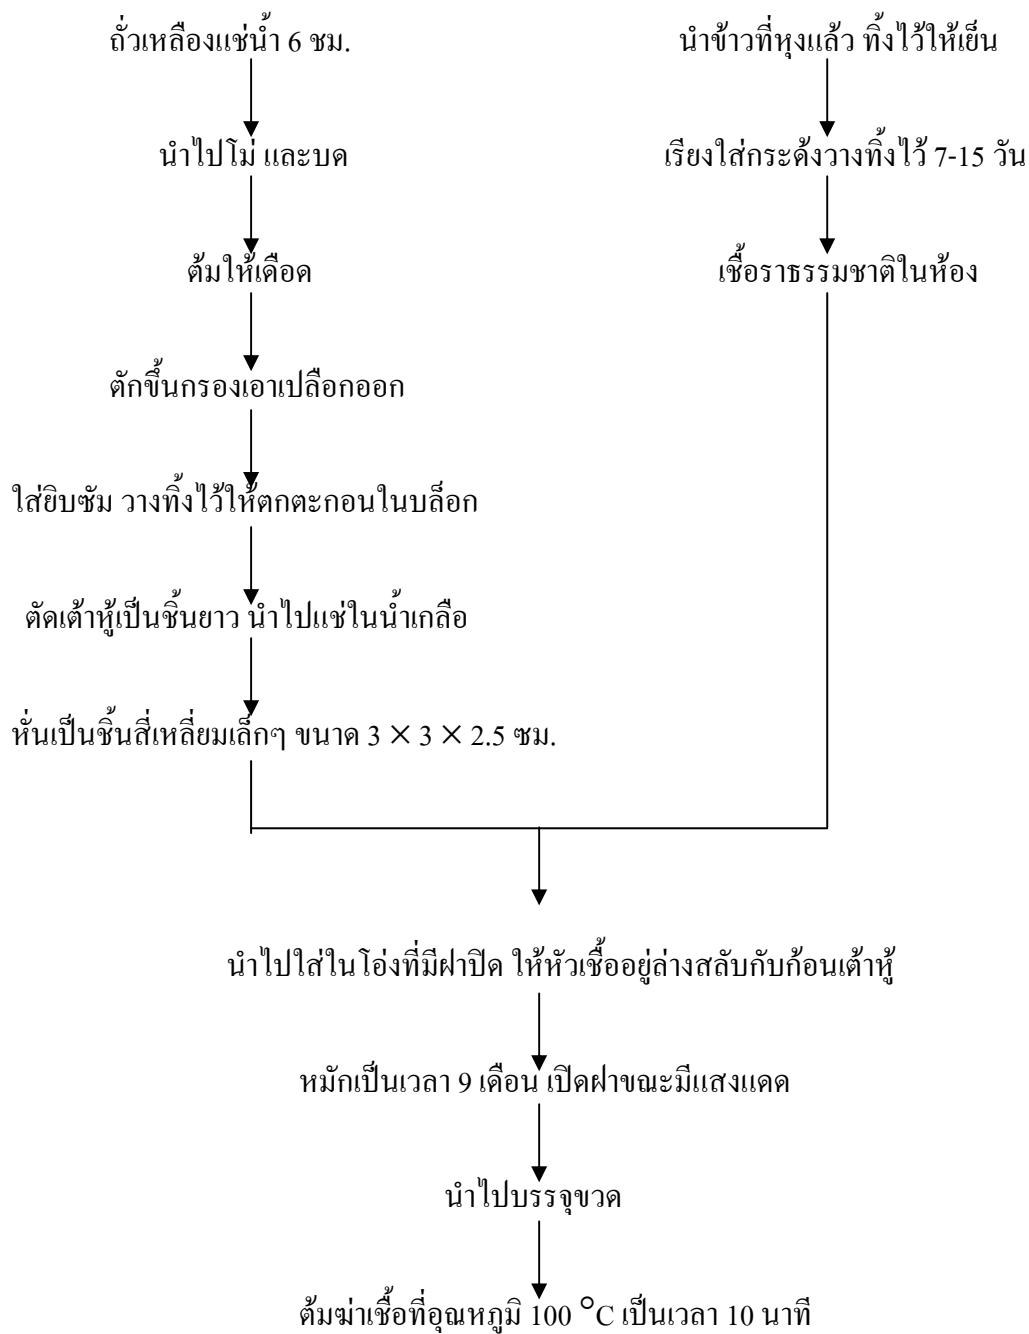 ถั่วเหลืองแช่น้ำ 6 ชม.
นำไปโม่ และบด
ต้มให้เดือด
ตักขึ้นกรองเอาเปลือกออก
ใส่ยิบซัม วางทิ้งไว้ให้ตกตะกอนในบล็อก
ตัดเต้าหู้เป็นชิ้นยาว นำไปแช่ในน้ำเกลือ
หั่นเป็นชิ้นสี่เหลี่ยมเล็กๆ ขนาด 3 × 3 × 2.5 ซม.
นำข้าวที่หุงแล้ว ทิ้งไว้ให้เย็น
เรียงใส่กระด้งวางทิ้งไว้ 7-15 วัน
เชื้อราธรรมชาติในห้อง
นำไปใส่ในโอ่งที่มีฝาปิด ให้หัวเชื้ออยู่ล่างสลับกับก้อนเต้าหู้
หมักเป็นเวลา 9 เดือน เปิดฝาขณะมีแสงแดด
นำไปบรรจุขวด
ต้มฆ่าเชื้อที่อุณหภูมิ 100 °C เป็นเวลา 10 นาที